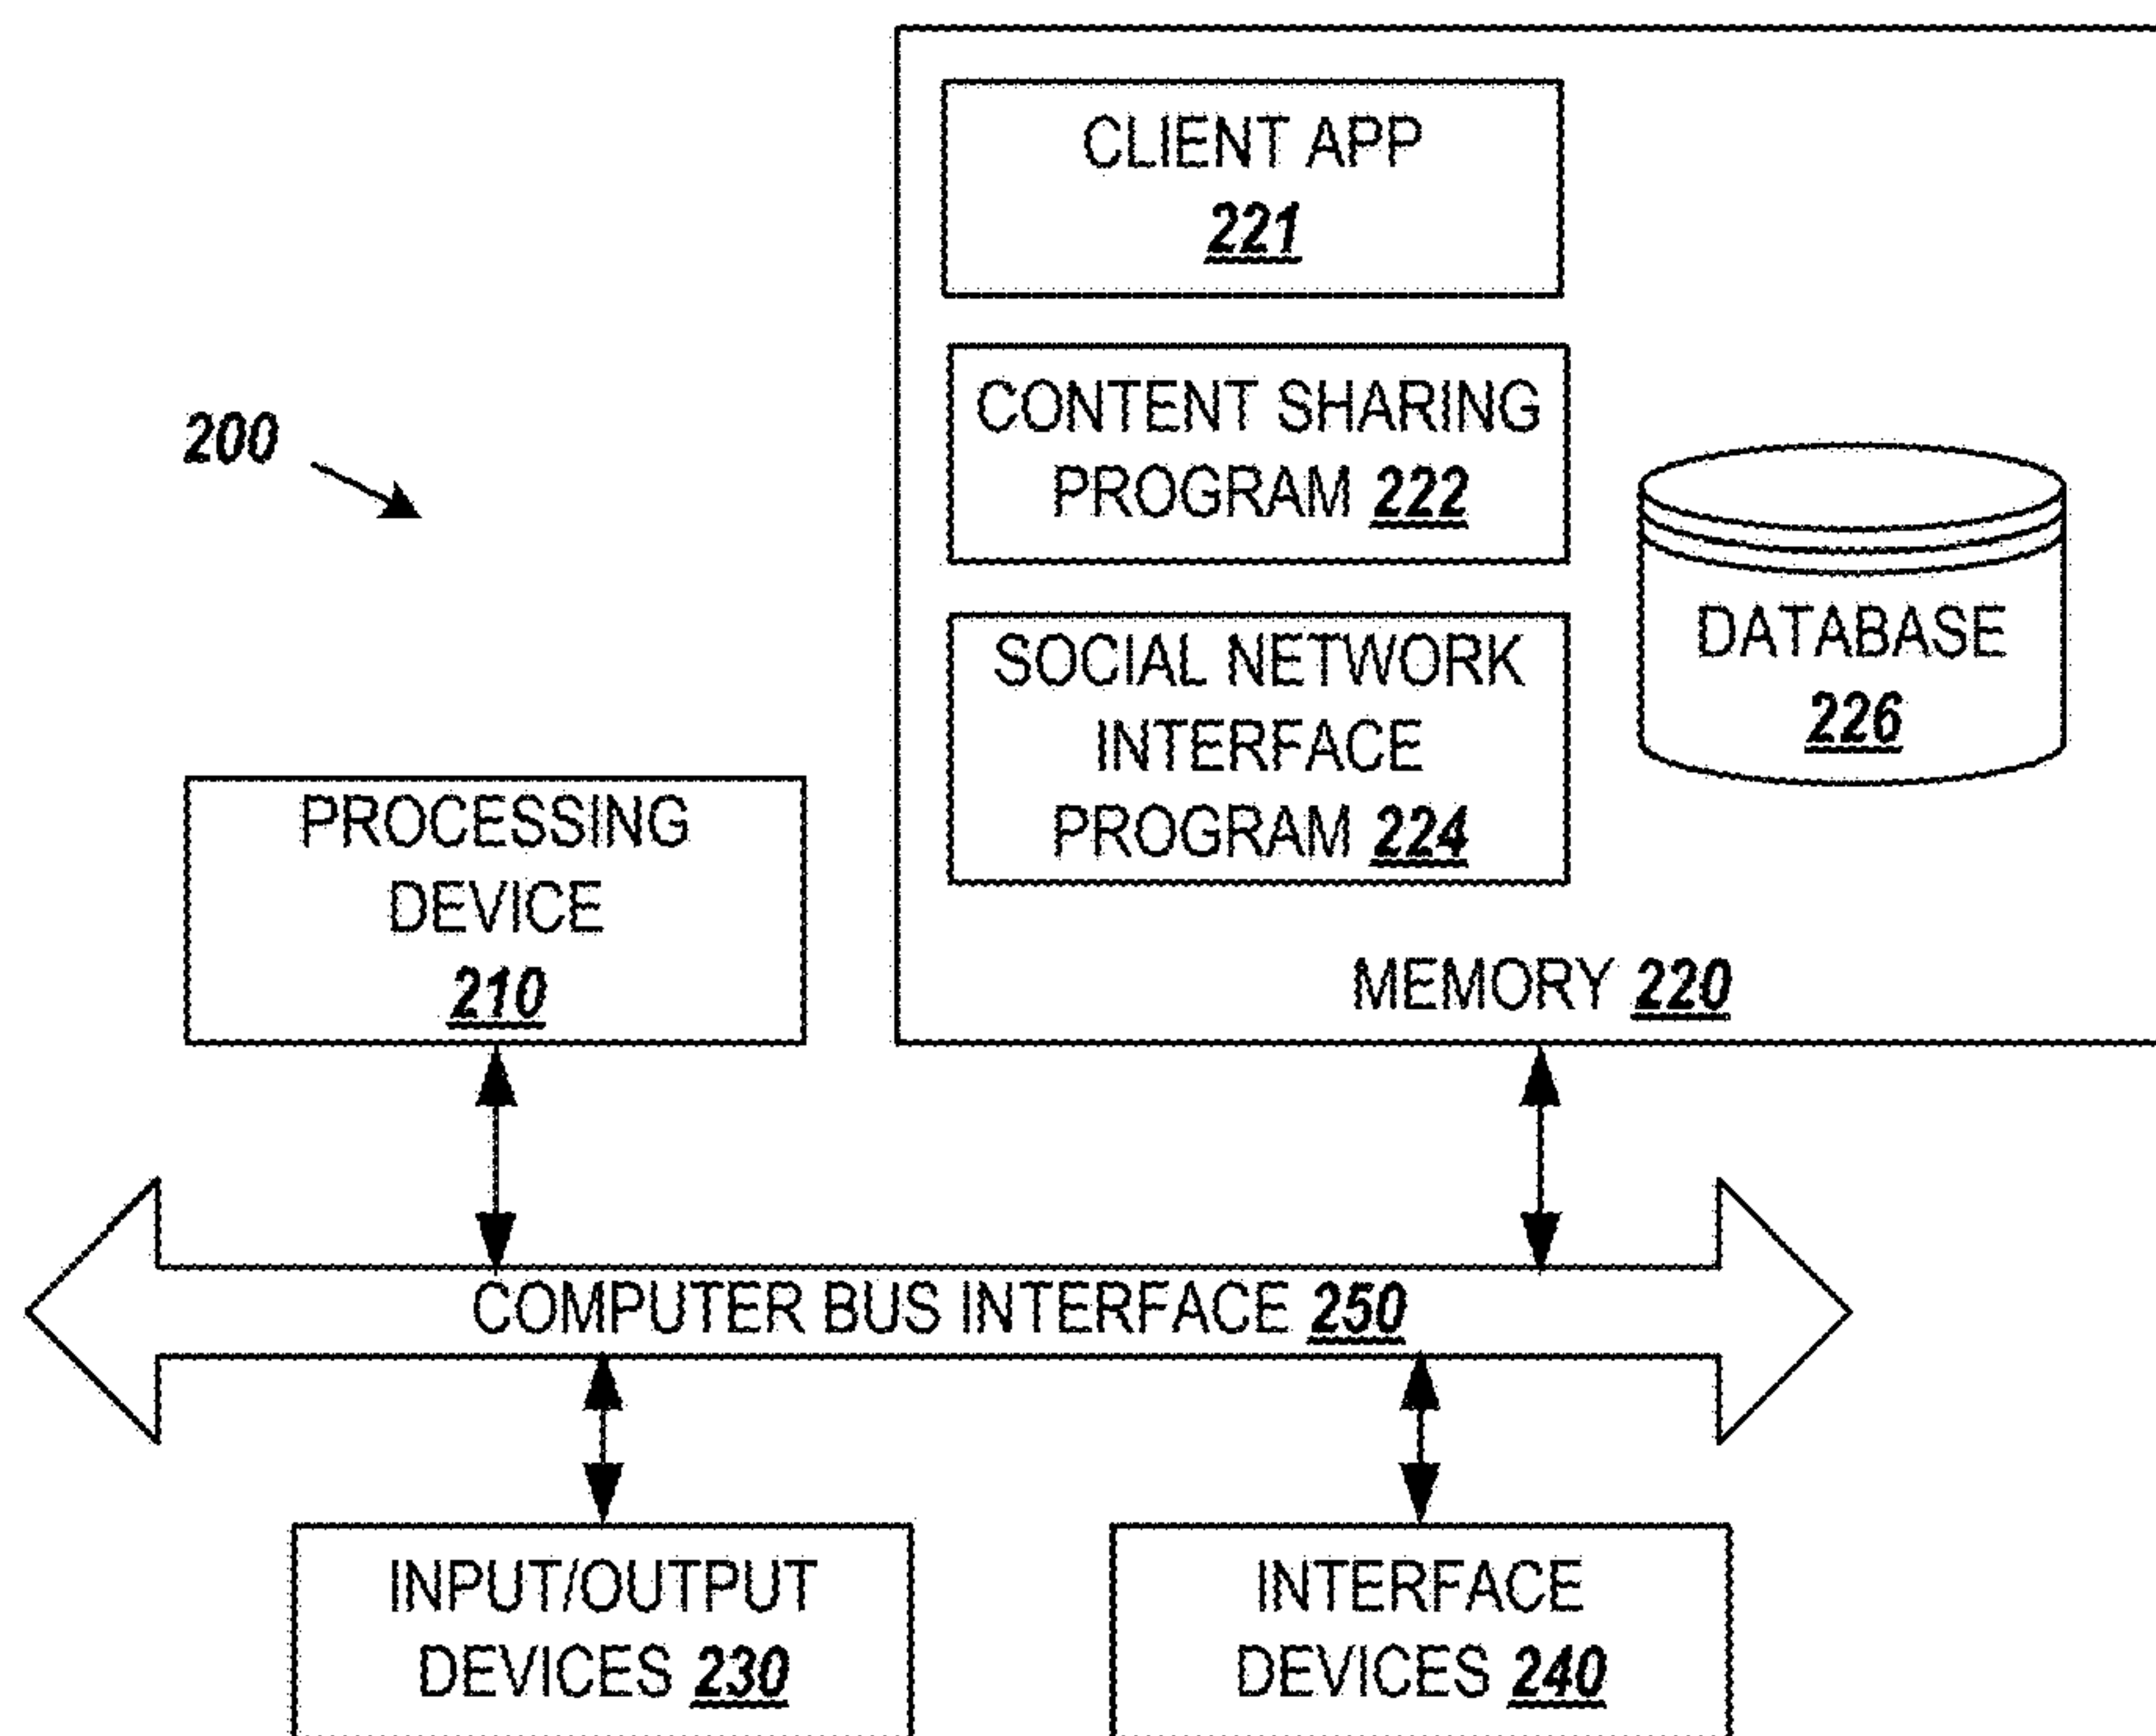 CLIENT APP
221
CONTENT SHARING
PROGRAM 222
200
SOCIAL NETWORK
INTERFACE
PROGRAM 224
DATABASE
226
PROCESSING
DEVICE
210
MEMORY 220
COMPUTER BUS INTERFACE 250
INPUT/OUTPUT
DEVICES 230
INTERFACE
DEVICES 240